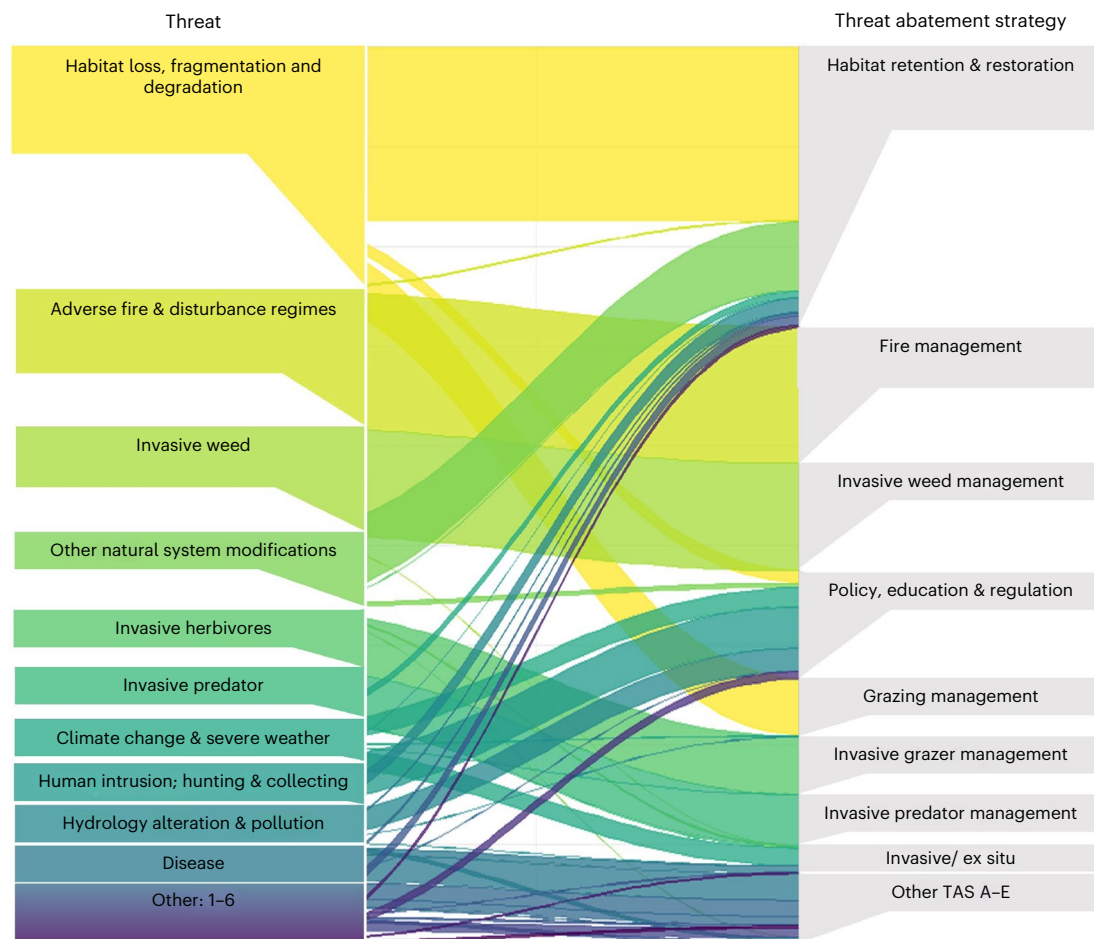 Threat
Threat abatement strategy
Habitat loss, fragmentation and
degradation
Adverse fire & disturbance regimes
Invasive weed
Other natural system modifications
Invasive herbivores
Invasive predator
Climate change & severe weather
Human intrusion; hunting & collecting
Hydrology alteration & pollution
Disease
Other: 1–6
Habitat retention & restoration
Fire management
Invasive weed management
Policy, education & regulation
Grazing management
Invasive grazer management
Invasive predator management
Invasive/ ex situ
Other TAS A–E